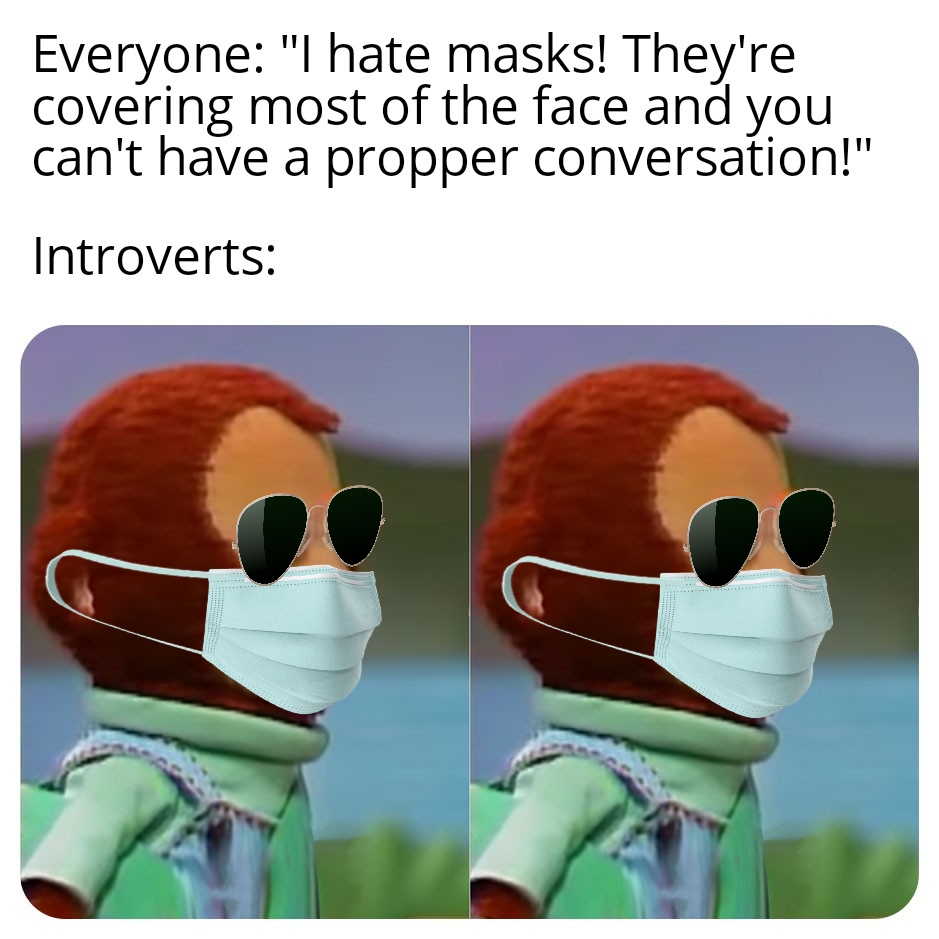 Everyone: "I hate masks! They're
covering most of the face and you
can't have a propper conversation!"
Introverts: